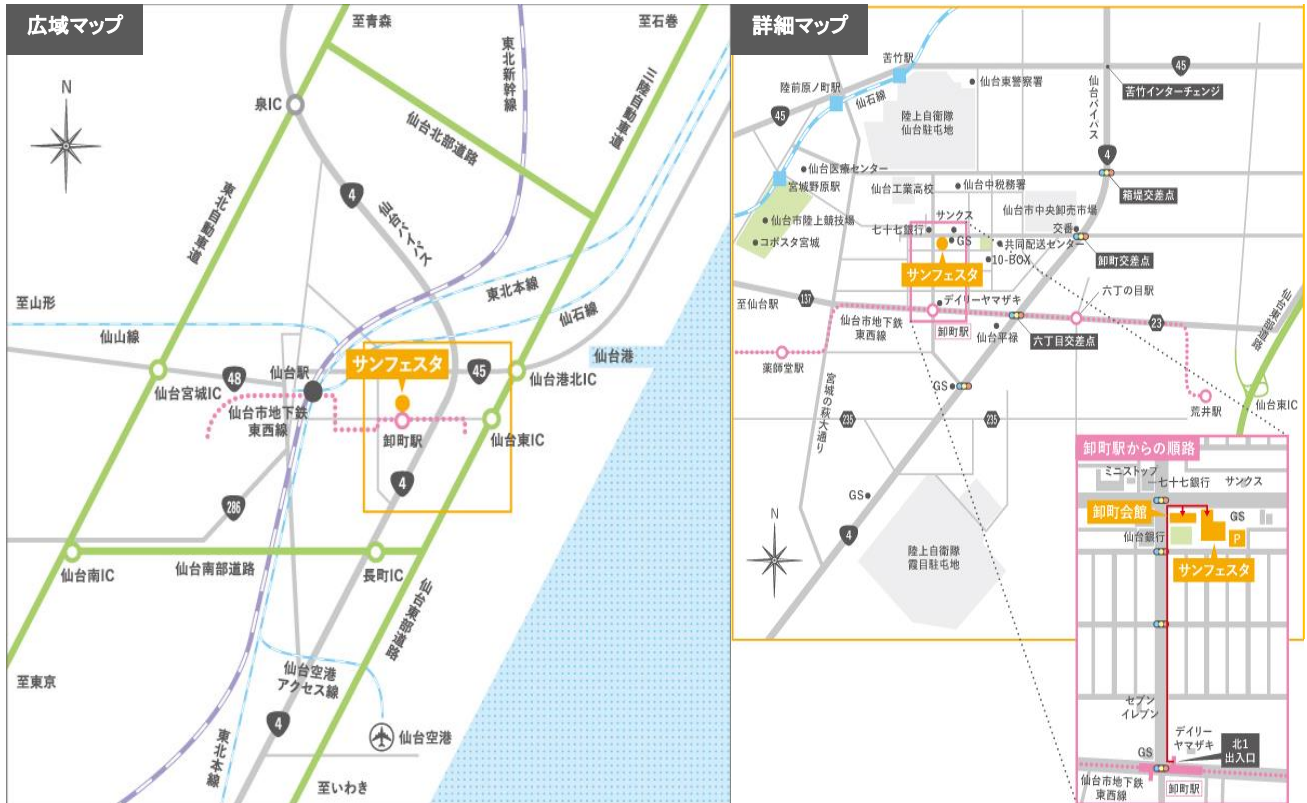 広域マップ
至青森
至石巻
東北新幹線
三陸自動車道
N
泉IC
仙台北部道路
東北自動車道
4
仙台バイパス
至山形
東北本線
仙山線
仙石線
仙台港
仙台駅
サンフェスタ
48
45
仙台港北IC
仙台宮城IC
仙台市地下鉄
東西線
卸町駅
仙台東IC
4
286
仙台南IC
仙台南部道路
長町IC
仙台東部道路
至東京
仙台空港
アクセス線
4
仙台空港
東北本線
至いわき
詳細マップ
苦竹駅
45
仙台東警察署
陸前原ノ町駅
仙石線
苦竹インターチェンジ
仙台バイパス
45
陸上自衛隊
仙台駐屯地
4
仙台医療センター
宮城野原駅
仙台工業高校
仙台中税務署
箱堤交差点
仙台市中央卸売市場
仙台市陸上競技場
サンクス
七十七銀行
交番
コボスタ宮城
GS
共同配送センター
10-BOX
卸町交差点
サンフェスタ
六丁の目駅
至仙台駅
137
デイリーヤマザキ
仙台市地下鉄
東西線
卸町駅
仙台平禄
23
六丁目交差点
仙台東部道路
薬師堂駅
宮城の萩大通り
GS
荒井駅
仙台東IC
235
235
GS
N
4
陸上自衛隊
霞目駐屯地
卸町駅からの順路
ミニストップ
七十七銀行
サンクス
卸町会館
GS
仙台銀行
P
サンフェスタ
セブン
イレブン
デイリー
ヤマザキ
GS
北1
出入口
仙台市地下鉄
東西線
卸町駅